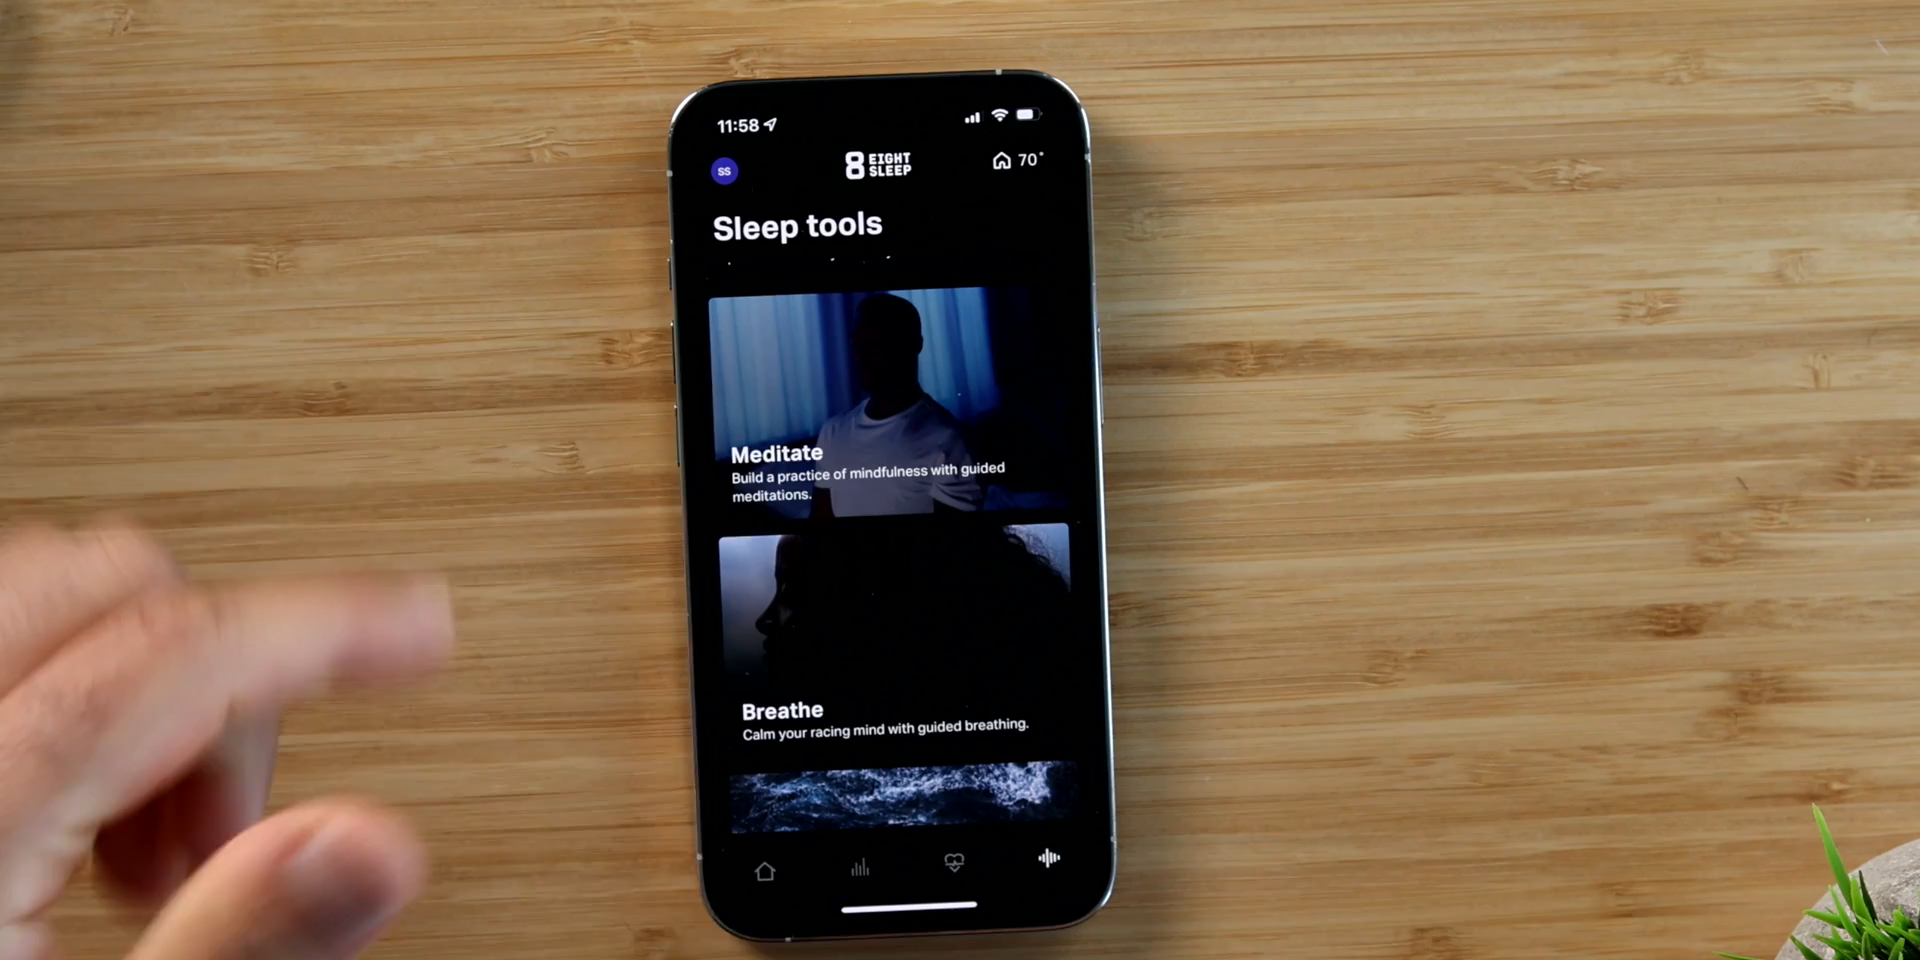 11:58
SS
8 EIGHT
SLEEP
70°
Sleep tools
Meditate
Build a practice of mindfulness with guided
meditations.
Breathe
Calm your racing mind with guided breathing.